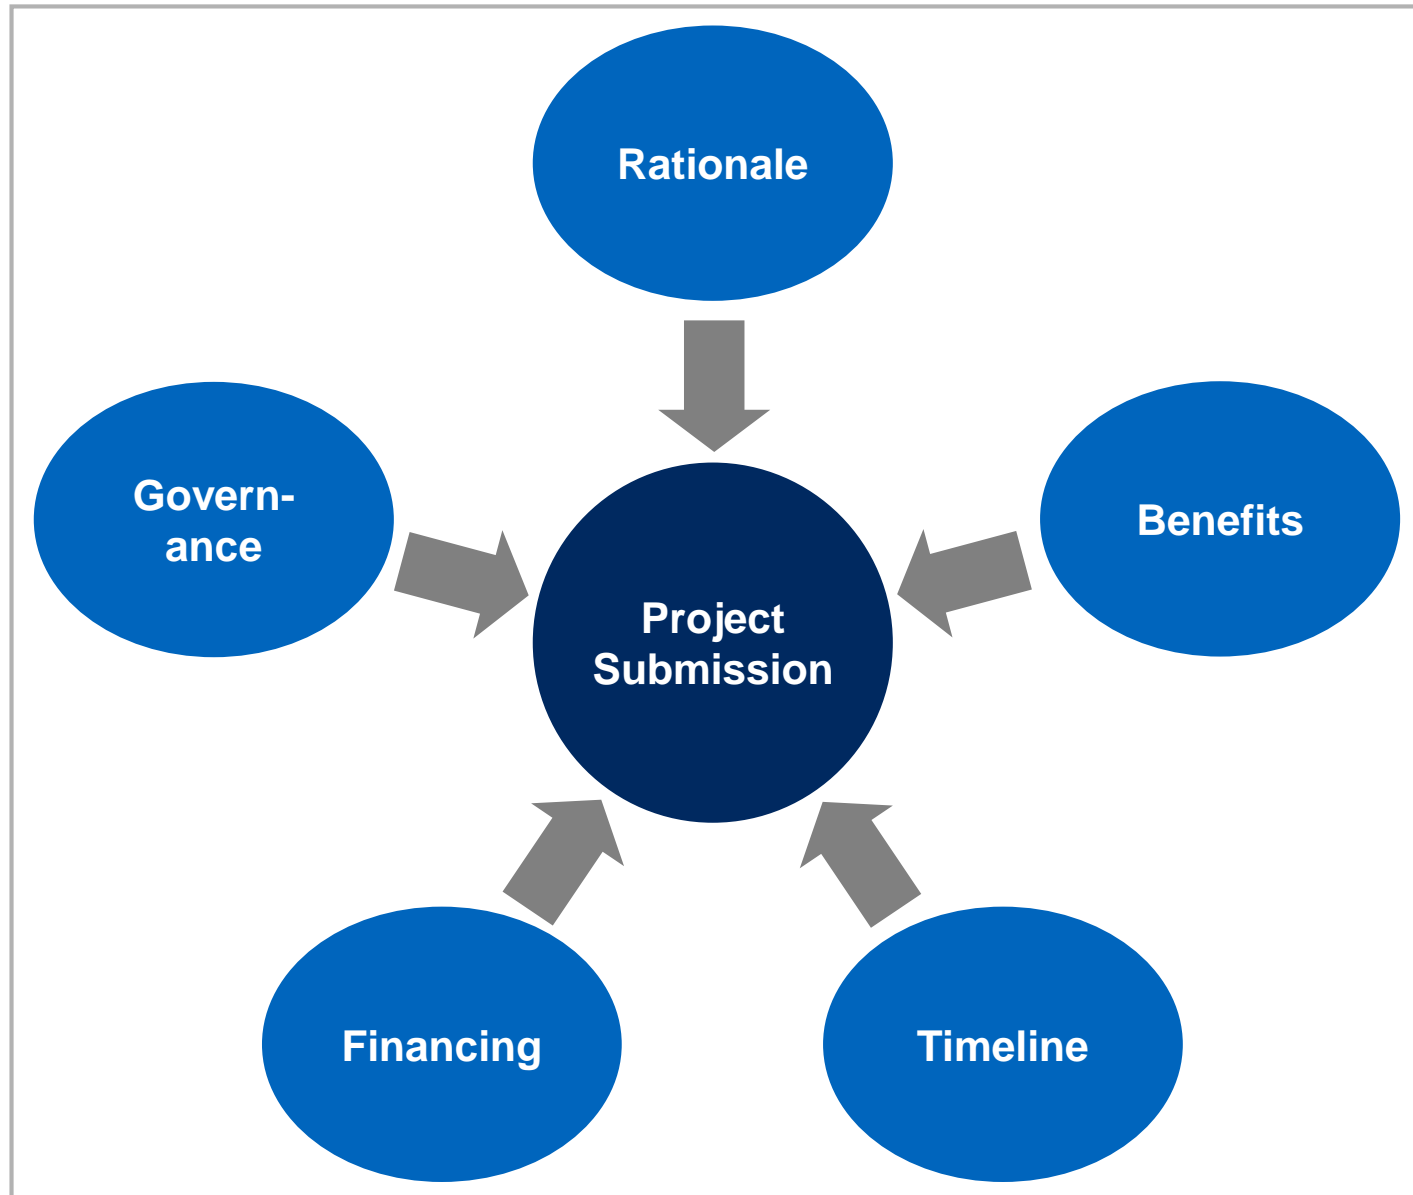 Rationale
Govern-
ance
Benefits
Project
Submission
Financing
Timeline